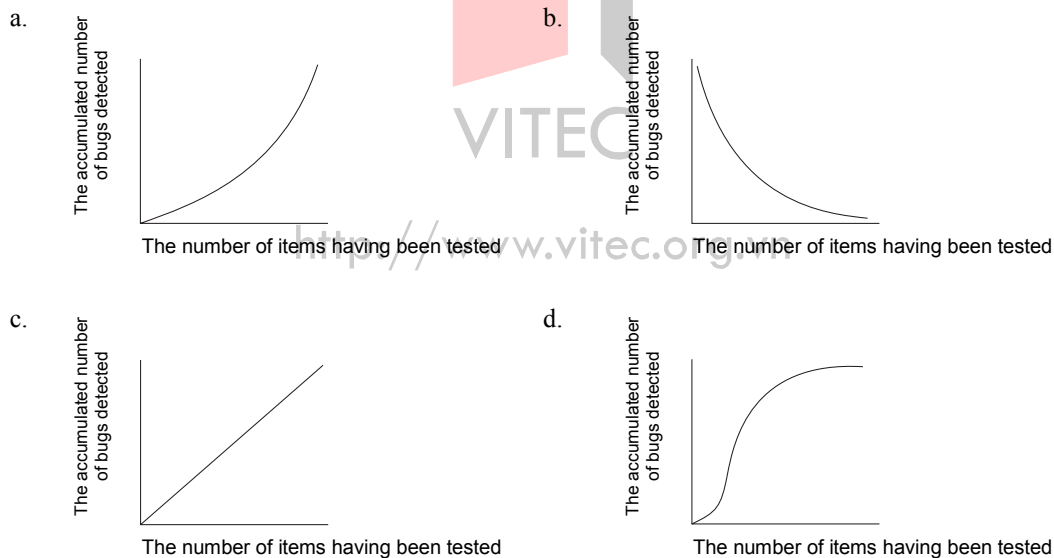 a.
The accumulated number
of bugs detected
The number of items having been tested
b.
The accumulated number
of bugs detected
The number of items having been tested
VITEC
http://www.vitec.org.vn
c.
The accumulated number
of bugs detected
The number of items having been tested
d.
The accumulated number
of bugs detected
The number of items having been tested